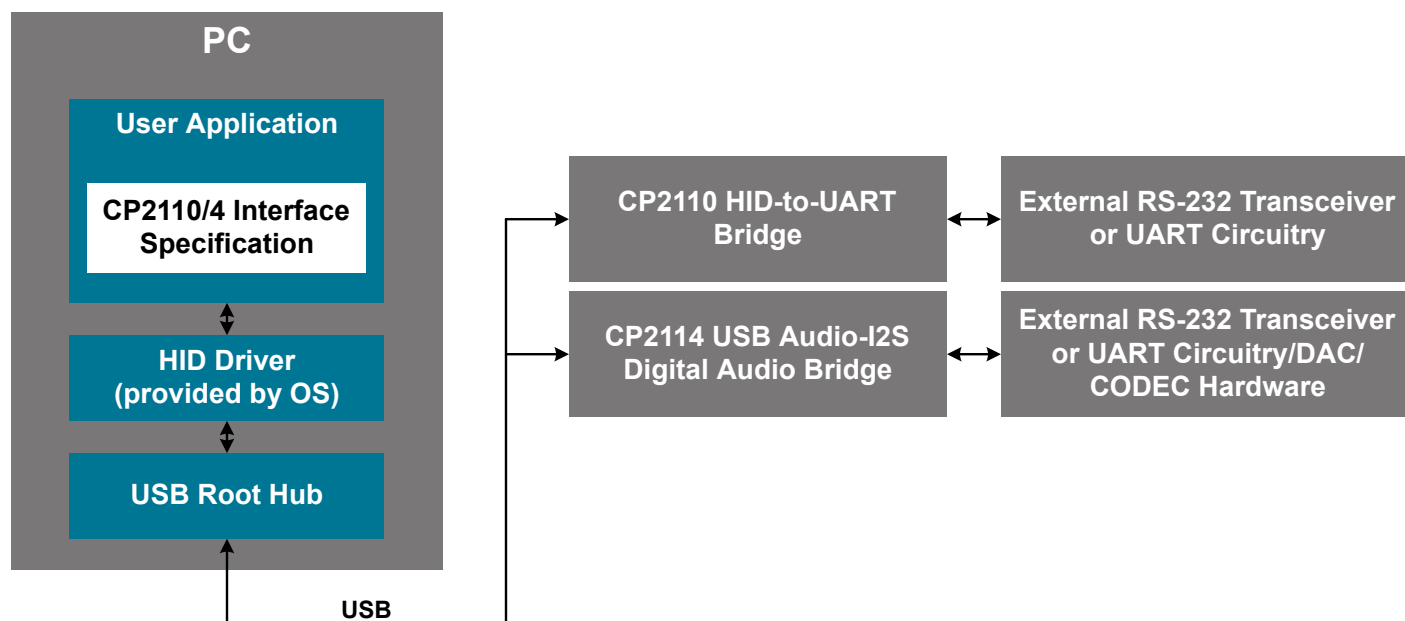 PC
User Application
CP2110/4 Interface
Specification
HID Driver
(provided by OS)
USB Root Hub
USB
CP2110 HID-to-UART
Bridge
External RS-232 Transceiver
or UART Circuitry
CP2114 USB Audio-I2S
Digital Audio Bridge
External RS-232 Transceiver
or UART Circuitry/DAC/
CODEC Hardware